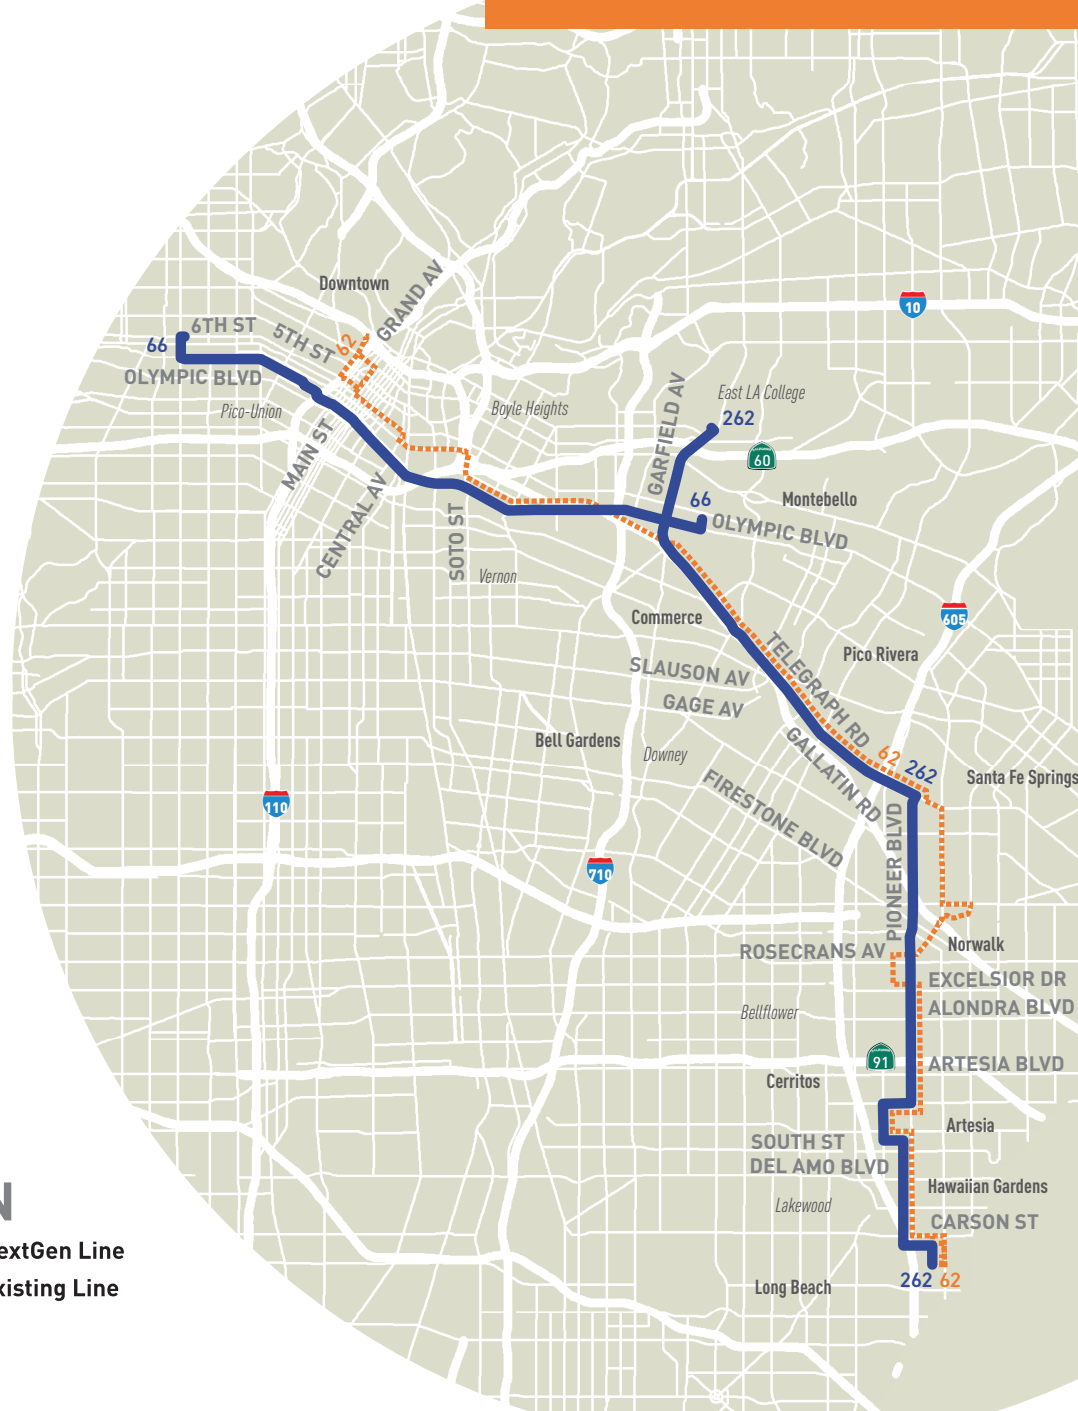 Downtown
GRAND AV
6TH ST
5TH ST
62
66
OLYMPIC BLVD
Pico-Union
MAIN ST
CENTRAL AV
SOTO ST
Boyle Heights
Vernon
10
East LA College
262
GARFIELD AV
60
66
Montebello
OLYMPIC BLVD
605
Commerce
SLAUSON AV
GAGE AV
TELEGRAPH RD
Pico Rivera
Bell Gardens
Downey
GALLATIN RD
62
262
Santa Fe Springs
FIRESTONE BLVD
110
710
PIONEER BLVD
ROSECRANS AV
Norwalk
EXCELSIOR DR
ALONDRA BLVD
Bellflower
91
ARTESIA BLVD
Cerritos
Artesia
SOUTH ST
DEL AMO BLVD
Hawaiian Gardens
Lakewood
CARSON ST
262
62
Long Beach
N
extGen Line
xisting Line